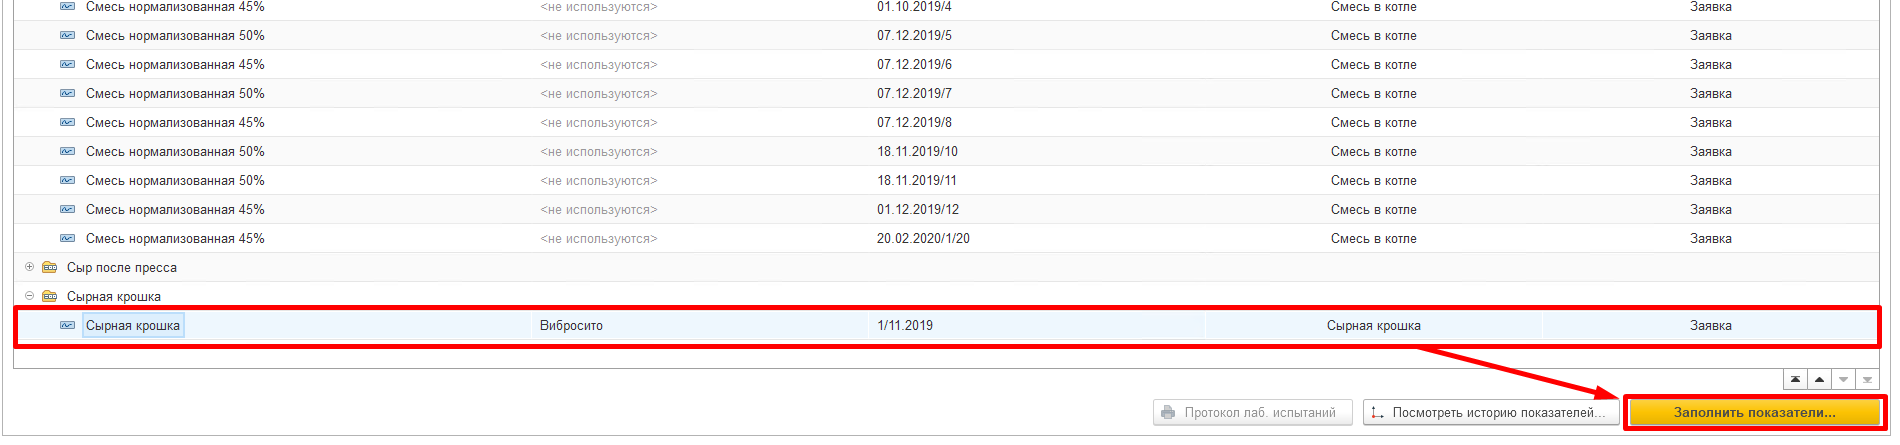 Смесь нормализованная 45% <не используются> 01.10.2019/4 Смесь в котле Заявка
Смесь нормализованная 50% <не используются> 07.12.2019/5 Смесь в котле Заявка
Смесь нормализованная 45% <не используются> 07.12.2019/6 Смесь в котле Заявка
Смесь нормализованная 50% <не используются> 07.12.2019/7 Смесь в котле Заявка
Смесь нормализованная 45% <не используются> 07.12.2019/8 Смесь в котле Заявка
Смесь нормализованная 50% <не используются> 18.11.2019/10 Смесь в котле Заявка
Смесь нормализованная 50% <не используются> 18.11.2019/11 Смесь в котле Заявка
Смесь нормализованная 45% <не используются> 01.12.2019/12 Смесь в котле Заявка
Смесь нормализованная 45% <не используются> 20.02.2020/1/20 Смесь в котле Заявка
Сыр после пресса
Сырная крошка
Сырная крошка Вибросито 1/11.2019 Сырная крошка Заявка
Протокол лаб. испытаний Посмотреть историю показателей... Заполнить показатели...